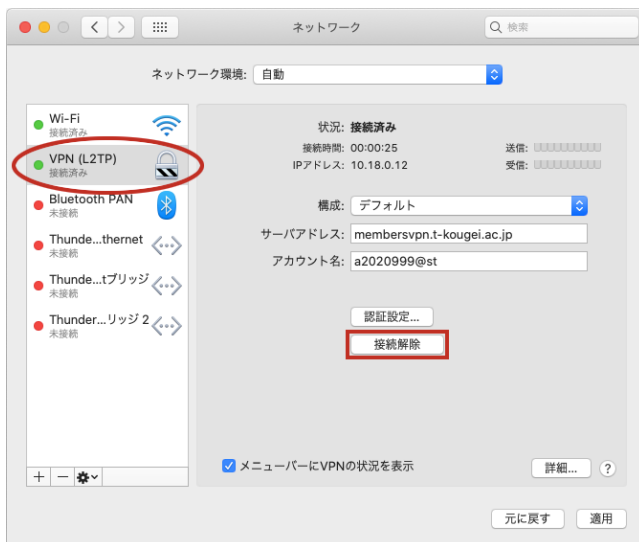 ネットワーク
検索
ネットワーク環境: 自動
Wi-Fi
接続済み
VPN (L2TP)
接続済み
Bluetooth PAN
未接続
Thunde...thernet
未接続
Thunde...tブリッジ
未接続
Thunder...リッジ 2
未接続
状況: 接続済み
接続時間: 00:00:25
送信:
IPアドレス: 10.18.0.12
受信:
構成: デフォルト
サーバアドレス: membersvpn.t-kougei.ac.jp
アカウント名: a2020999@st
認証設定...
接続解除
メニューバーにVPNの状況を表示
詳細...
?
元に戻す
適用